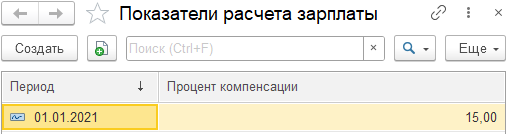 Показатели расчета зарплаты
Создать Поиск (Ctrl+F) × Еще
Период ↓ Процент компенсации
01.01.2021 15,00